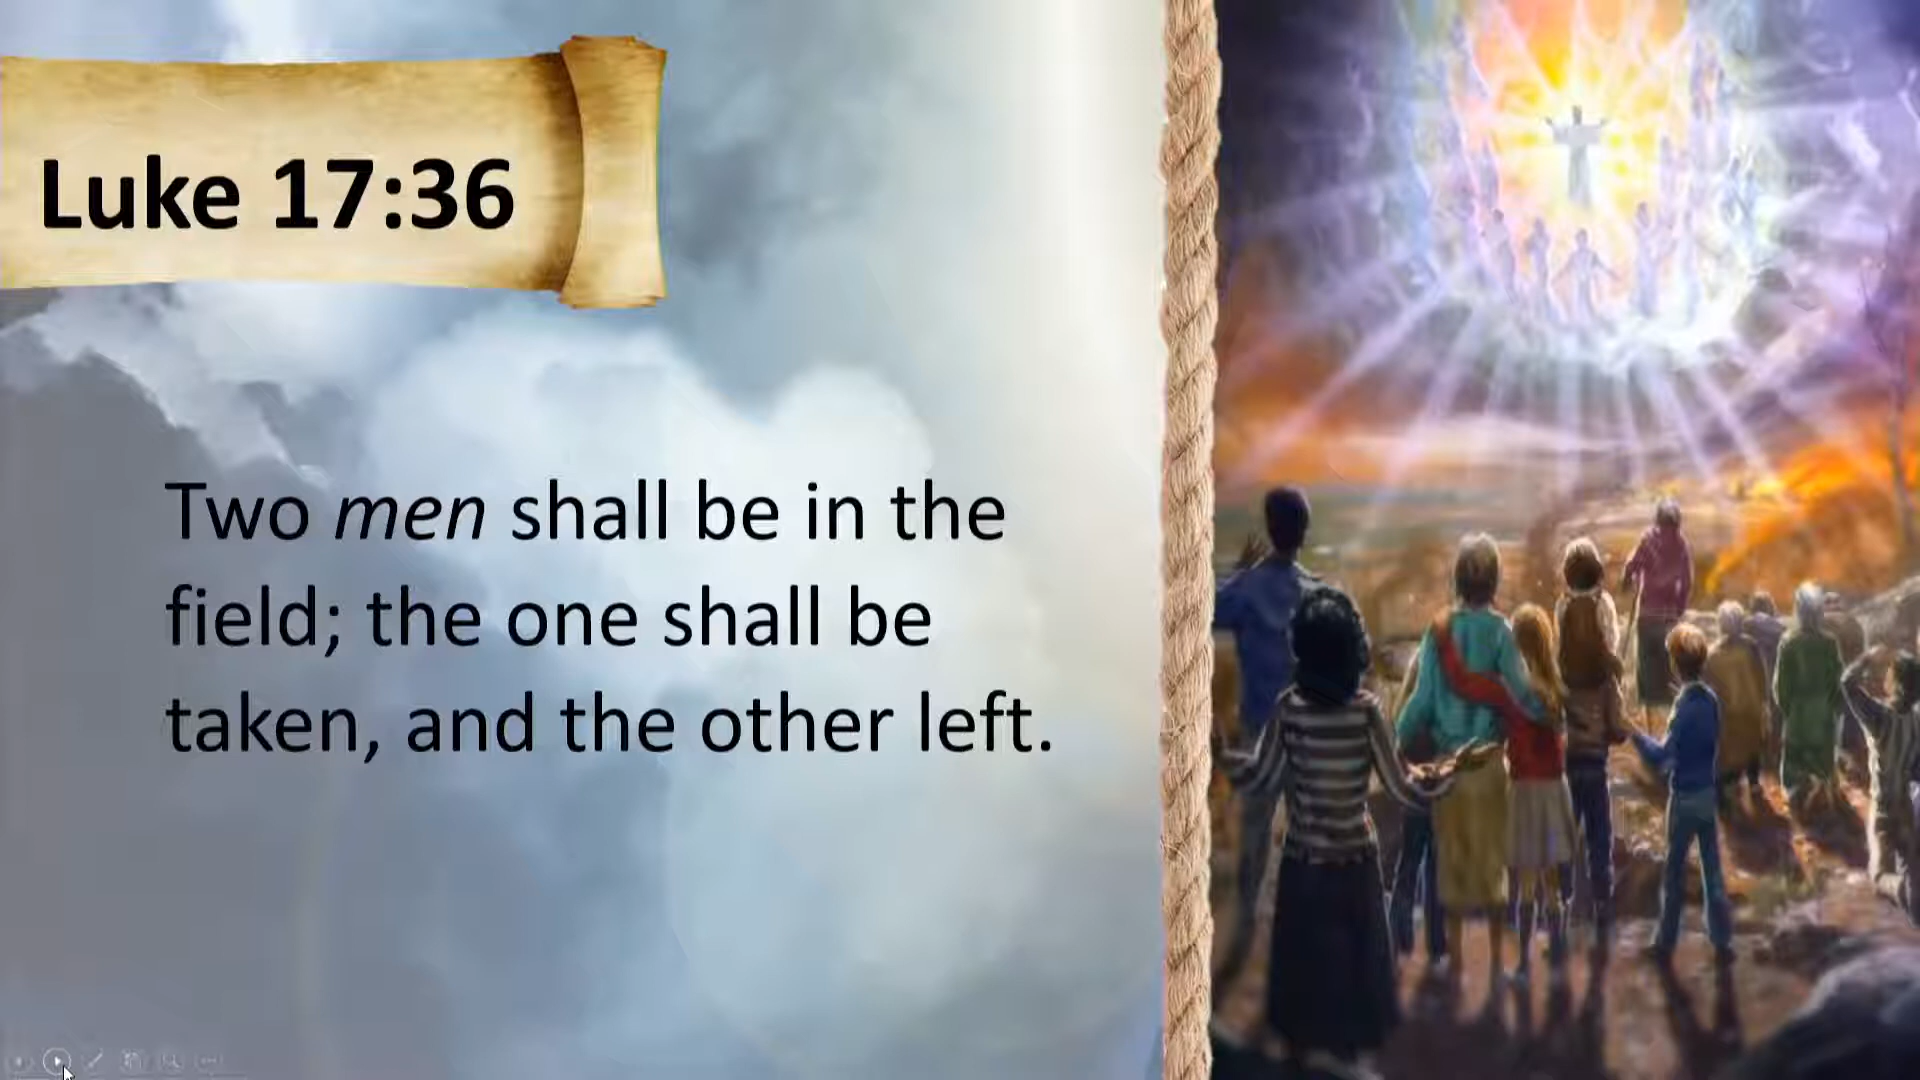 Luke 17:36
Two men shall be in the
field; the one shall be
taken, and the other left.